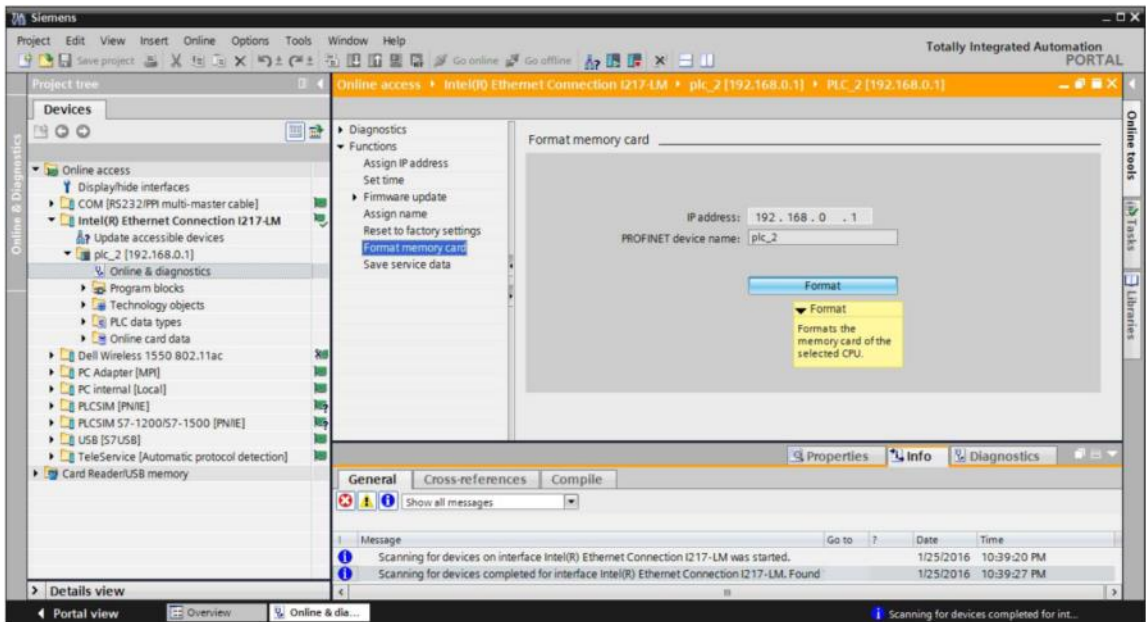 Siemens
Project Edit View Insert Online Options Tools Window Help
Totally Integrated Automation
PORTAL
Save project Go online Go offline
Project tree
Online access Intel(R) Ethernet Connection I217-LM plc_2 [192.168.0.1] PLC_2 [192.168.0.1]
Devices
Online & Diagnostics
Online access
Display/hide interfaces
COM [RS232/PPI multi-master cable]
Intel(R) Ethernet Connection I217-LM
Update accessible devices
plc_2 [192.168.0.1]
Online & diagnostics
Program blocks
Technology objects
PLC data types
Online card data
Dell Wireless 1550 802.11ac
PC Adapter [MPI]
PC internal [Local]
PLCSIM [PN/IE]
PLCSIM S7-1200/S7-1500 [PN/IE]
USB [S7USB]
TeleService [Automatic protocol detection]
Card Reader/USB memory
Details view
Diagnostics
Functions
Assign IP address
Set time
Firmware update
Assign name
Reset to factory settings
Format memory card
Save service data
Format memory card
IP address: 192 . 168 . 0 . 1
PROFINET device name: plc_2
Format
Format
Formats the
memory card of the
selected CPU.
Online tools
Tasks
Libraries
Properties Info Diagnostics
General Cross-references Compile
Show all messages
! Message Go to ? Date Time
Scanning for devices on interface Intel(R) Ethernet Connection I217-LM was started. 1/25/2016 10:39:20 PM
Scanning for devices completed for interface Intel(R) Ethernet Connection I217-LM. Found 1/25/2016 10:39:27 PM
Portal view Overview Online & dia... Scanning for devices completed for int...